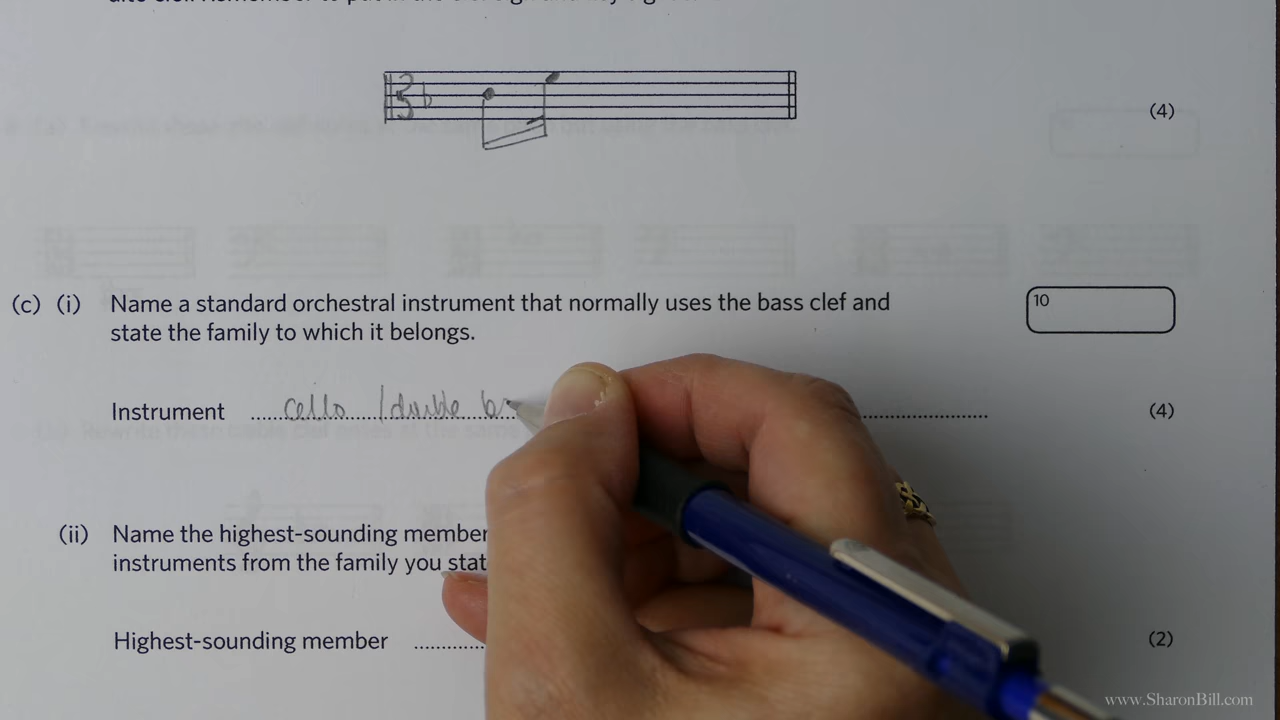 (4)
(c) (i) Name a standard orchestral instrument that normally uses the bass clef and
10
state the family to which it belongs.
Instrument cello / double
(4)
(ii) Name the highest-sounding member
instruments from the family you stat
Highest-sounding member
(2)
www.SharonBill.com